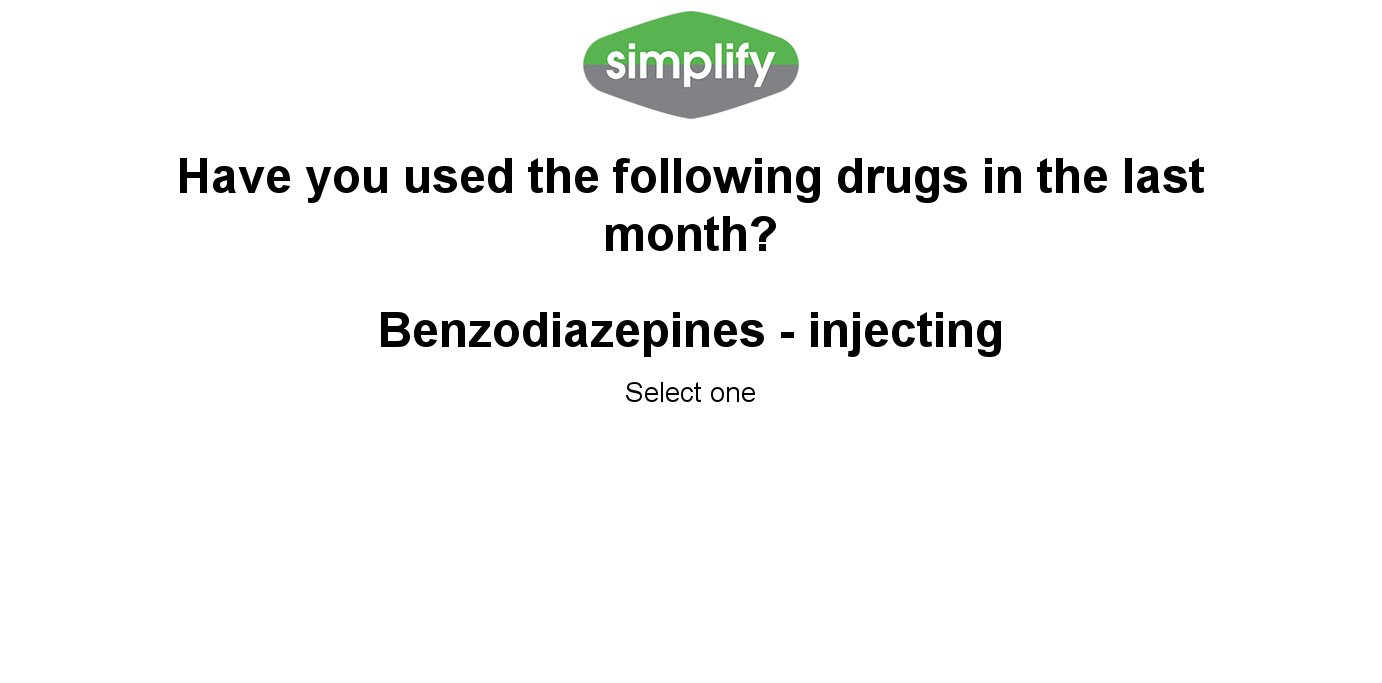 simplify
Have you used the following drugs in the last
month?
Benzodiazepines - injecting
Select one